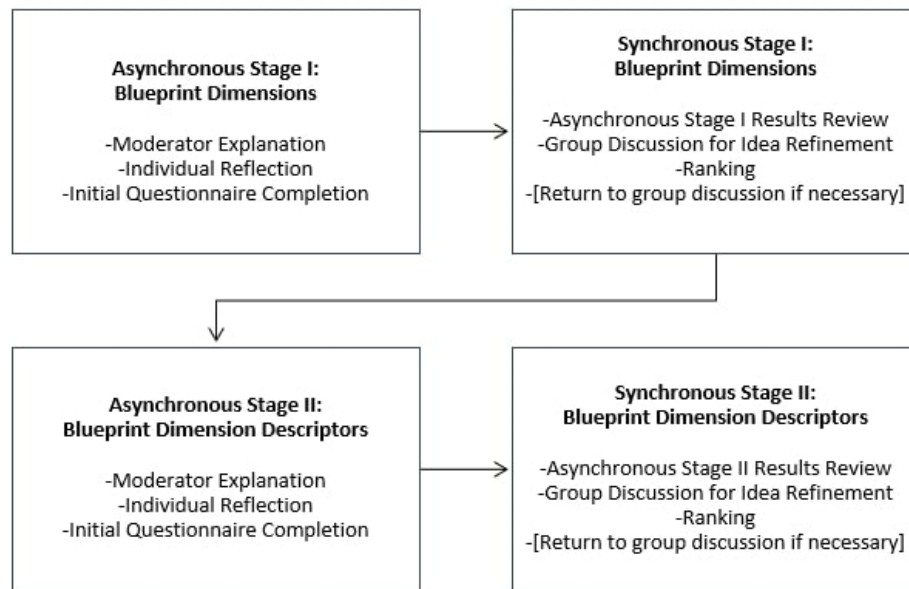 Asynchronous Stage I:
Blueprint Dimensions
-Moderator Explanation
-Individual Reflection
-Initial Questionnaire Completion
Synchronous Stage I:
Blueprint Dimensions
-Asynchronous Stage I Results Review
-Group Discussion for Idea Refinement
-Ranking
-[Return to group discussion if necessary]
Asynchronous Stage II:
Blueprint Dimension Descriptors
-Moderator Explanation
-Individual Reflection
-Initial Questionnaire Completion
Synchronous Stage II:
Blueprint Dimension Descriptors
-Asynchronous Stage II Results Review
-Group Discussion for Idea Refinement
-Ranking
-[Return to group discussion if necessary]